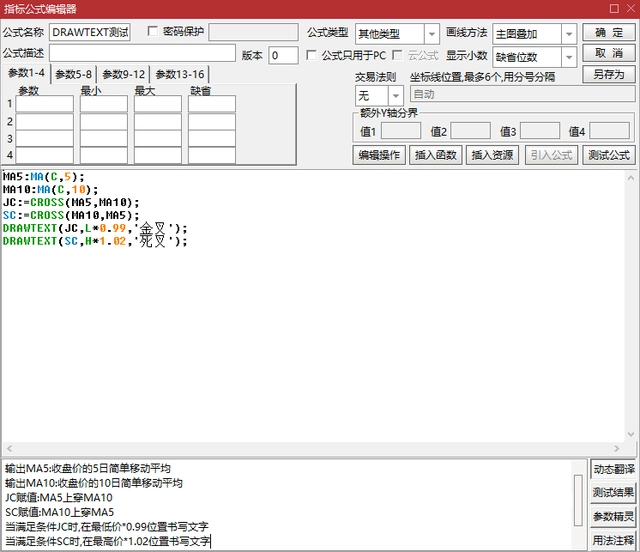 指标公式编辑器
公式名称 DRAWTEXT测试 密码保护 公式类型 其他类型 画线方法 主图叠加 确 定
公式描述 版本 0 公式只用于PC 云公式 显示小数 缺省位数 取 消
参数1-4 参数5-8 参数9-12 参数13-16 交易法则 坐标线位置,最多6个,用分号分隔 另存为
参数 最小 最大 缺省 无 自动
1
2
3
4
额外Y轴分界
值1 值2 值3 值4
编辑操作 插入函数 插入资源 引入公式 测试公式
MA5:MA(C,5);
MA10:MA(C,10);
JC:=CROSS(MA5,MA10);
SC:=CROSS(MA10,MA5);
DRAWTEXT(JC,L*0.99,'金叉');
DRAWTEXT(SC,H*1.02,'死叉');
输出MA5:收盘价的5日简单移动平均
输出MA10:收盘价的10日简单移动平均
JC赋值:MA5上穿MA10
SC赋值:MA10上穿MA5
当满足条件JC时,在最低价*0.99位置书写文字
当满足条件SC时,在最高价*1.02位置书写文字
动态翻译
测试结果
参数精灵
用法注释